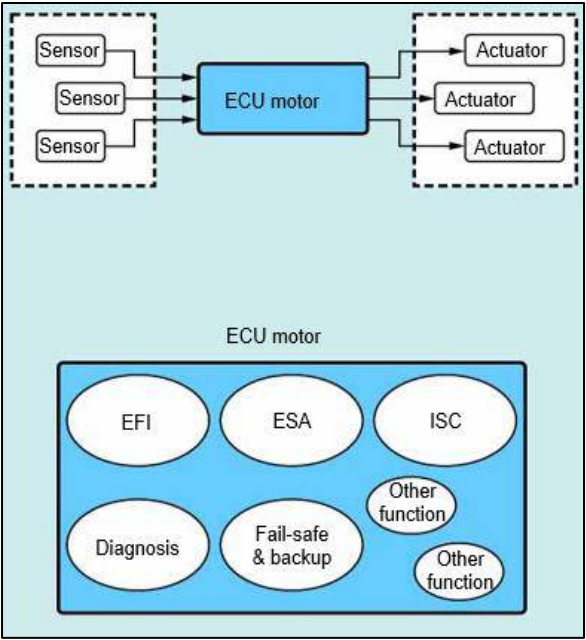 Sensor
Actuator
Sensor
ECU motor
Actuator
Sensor
Actuator
ECU motor
EFI
ESA
ISC
Other
function
Diagnosis
Fail-safe
& backup
Other
function